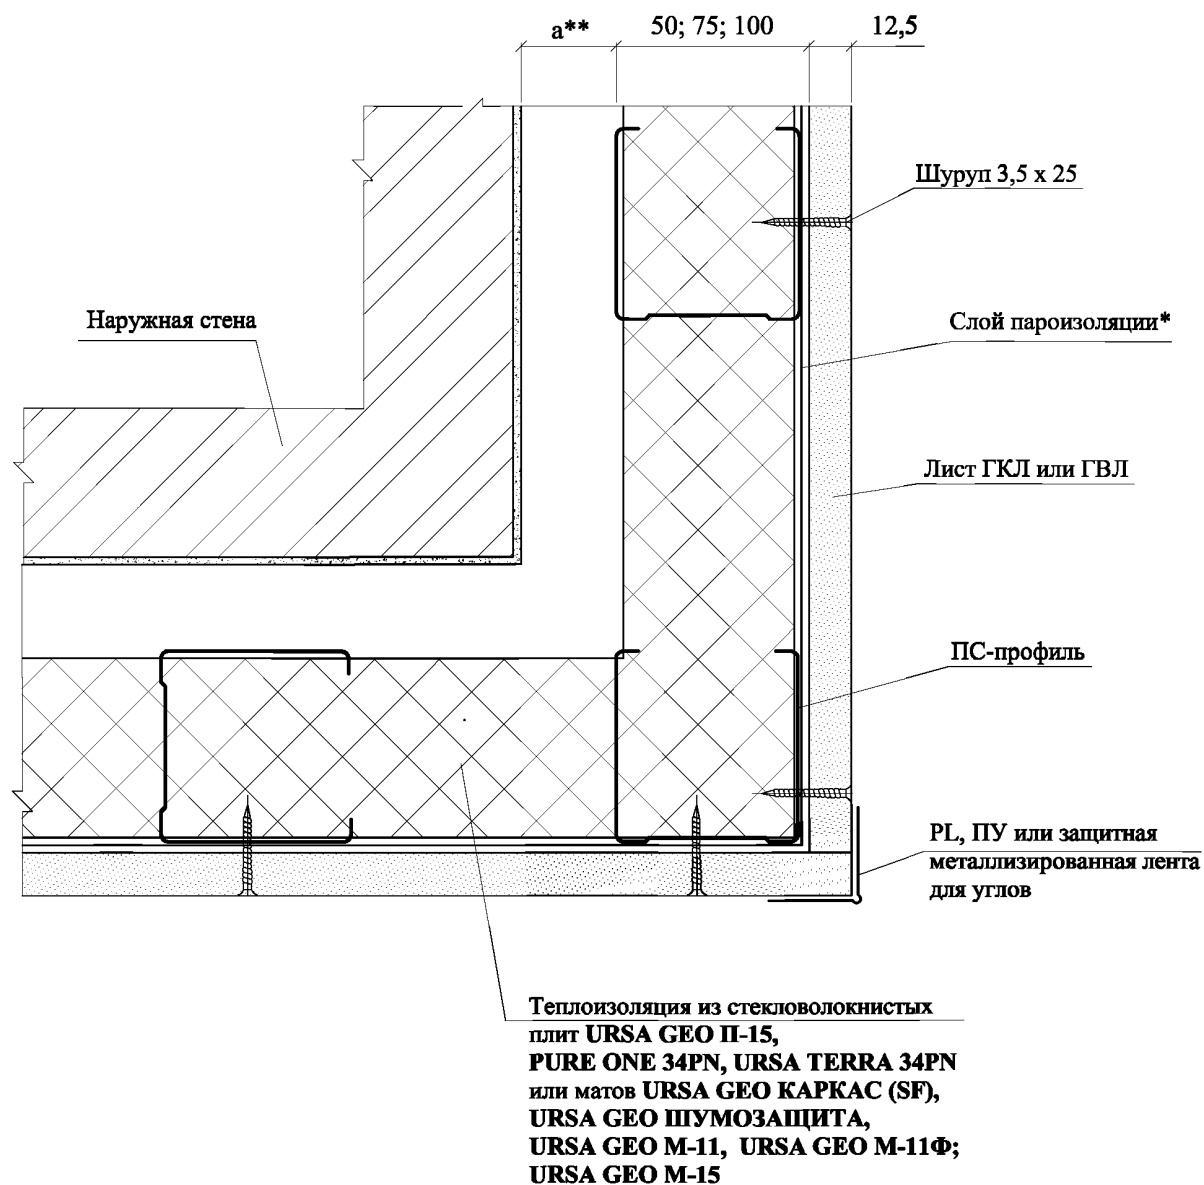 a**
50; 75; 100
12,5
Шуруп 3,5 x 25
Наружная стена
Слой пароизоляции*
Лист ГКЛ или ГВЛ
ПС-профиль
PL, ПУ или защитная
металлизированная лента
для углов
Теплоизоляция из стекловолокнистых
плит URSA GEO П-15,
PURE ONE 34PN, URSA TERRA 34PN
или матов URSA GEO КАРКАС (SF),
URSA GEO ШУМОЗАЩИТА,
URSA GEO М-11, URSA GEO М-11Ф;
URSA GEO М-15